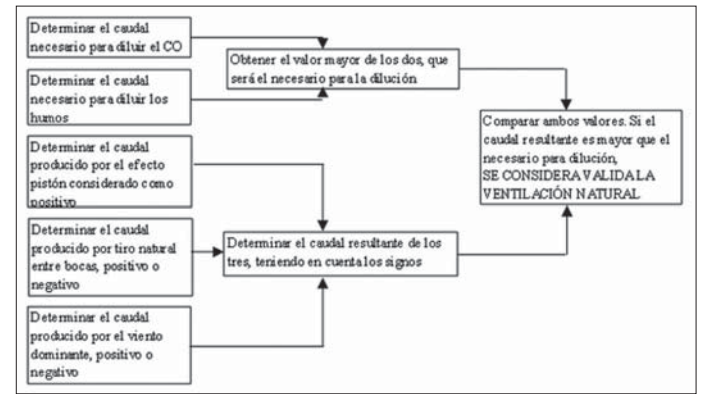 Determinar el caudal
necesario para diluir el CO
Determinar el caudal
necesario para diluir los
humos
Determinar el caudal
producido por el efecto
pistón considerado como
positivo
Determinar el caudal
producido por tiro natural
entre bocas, positivo o
negativo
Determinar el caudal
producido por el viento
dominante, positivo o
negativo
Obtener el valor mayor de los dos, que
será el necesario para la dilución
Determinar el caudal resultante de los
tres, teniendo en cuenta los signos
Comparar ambos valores. Si el
caudal resultante es mayor que el
necesario para dilución,
SE CONSIDERA VALIDA LA
VENTILACIÓN NATURAL